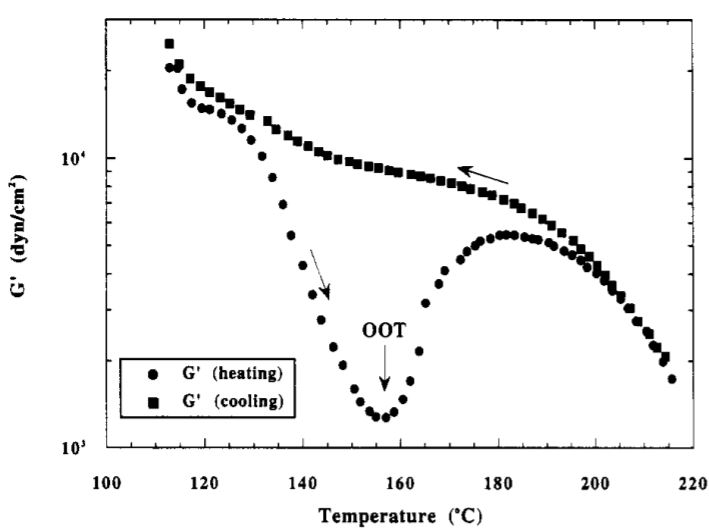 G' (dyn/cm²)
10⁴
10³
OOT
G' (heating)
G' (cooling)
100 120 140 160 180 200 220
Temperature (°C)